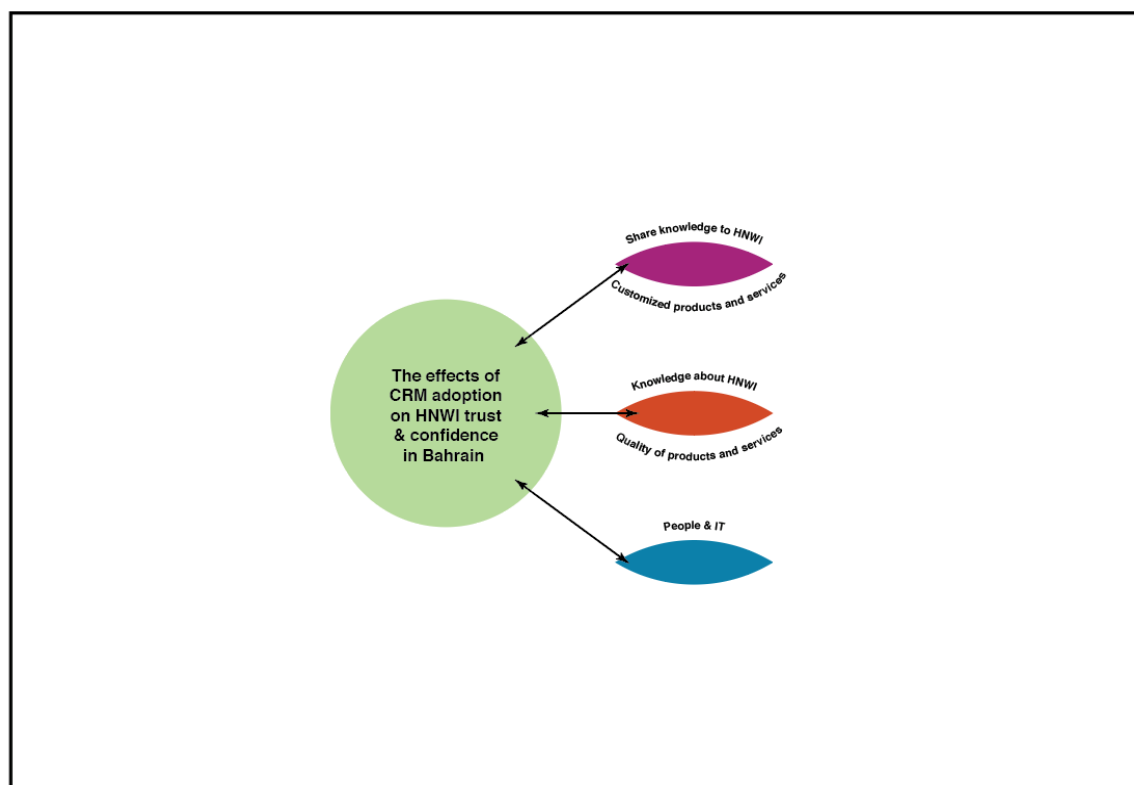 Share knowledge to HNWI
Customized products and services
The effects of
CRM adoption
on HNWI trust
& confidence
in Bahrain
Knowledge about HNWI
Quality of products and services
People & IT